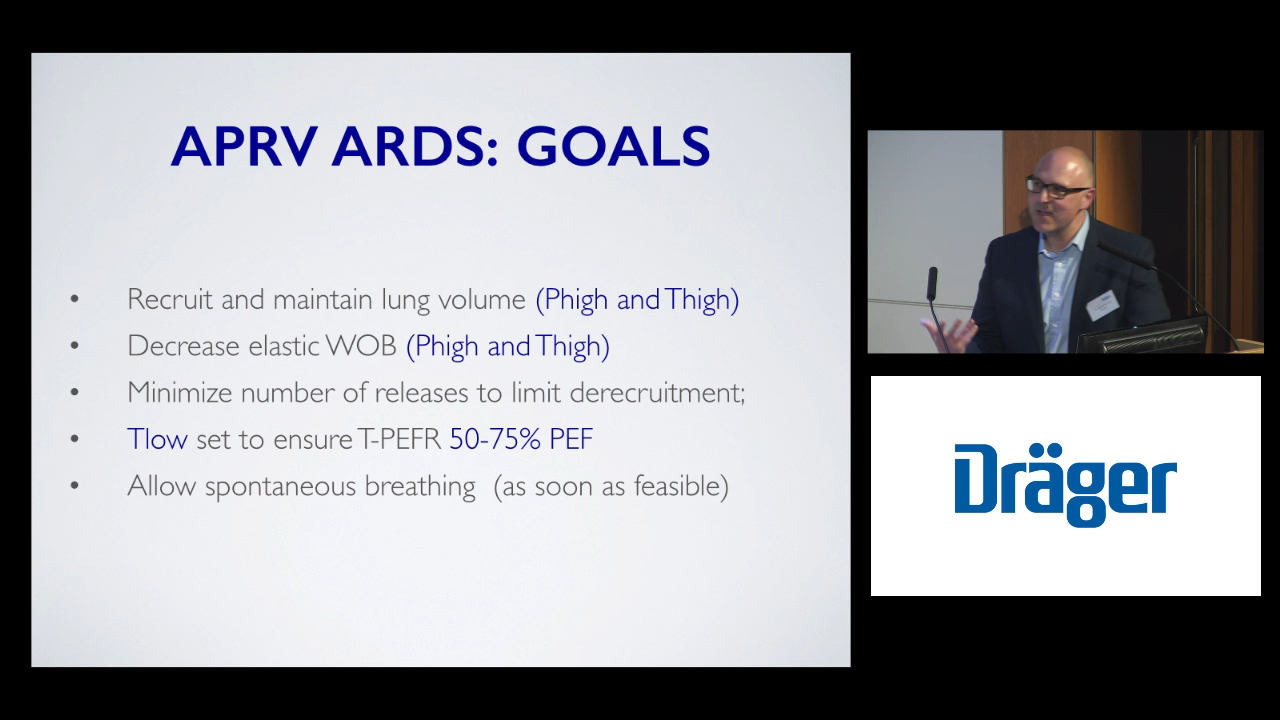 APRV ARDS: GOALS
• Recruit and maintain lung volume (Phigh and Thigh)
• Decrease elastic WOB (Phigh and Thigh)
• Minimize number of releases to limit derecruitment;
• Tlow set to ensure T-PEFR 50-75% PEF
• Allow spontaneous breathing (as soon as feasible)
Dräger